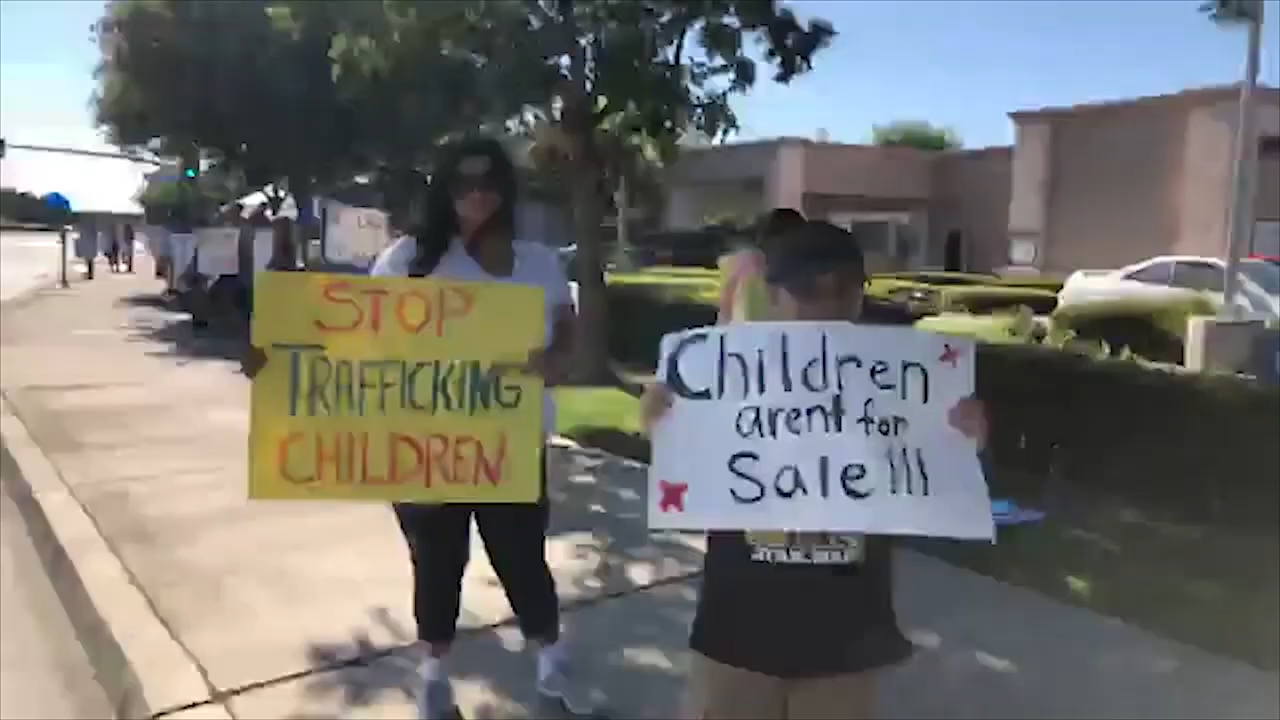 STOP
TRAFFICKING
CHILDREN
Children
arent for
Sale!!!